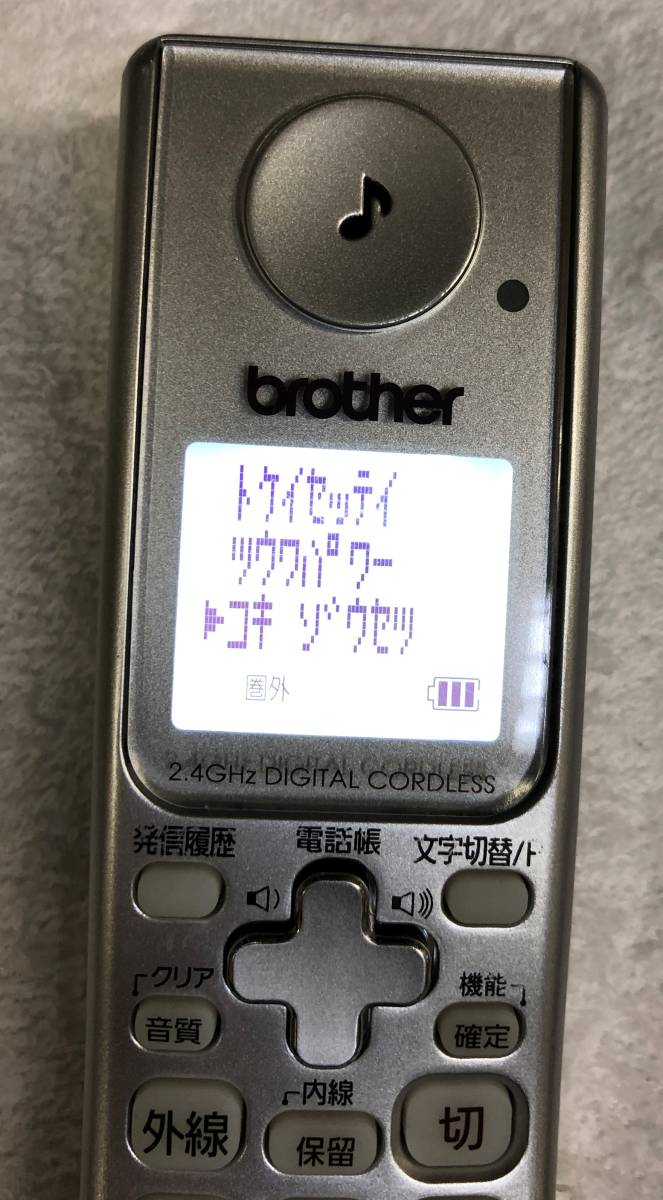 ♪
brother
トケイセッテイ
ツウワパワー
▶コキ ゾウセツ
圏外
2.4GHz DIGITAL CORDLESS
発信履歴 電話帳 文字切替/ト
クリア 機能
音質 確定
内線
外線 保留 切